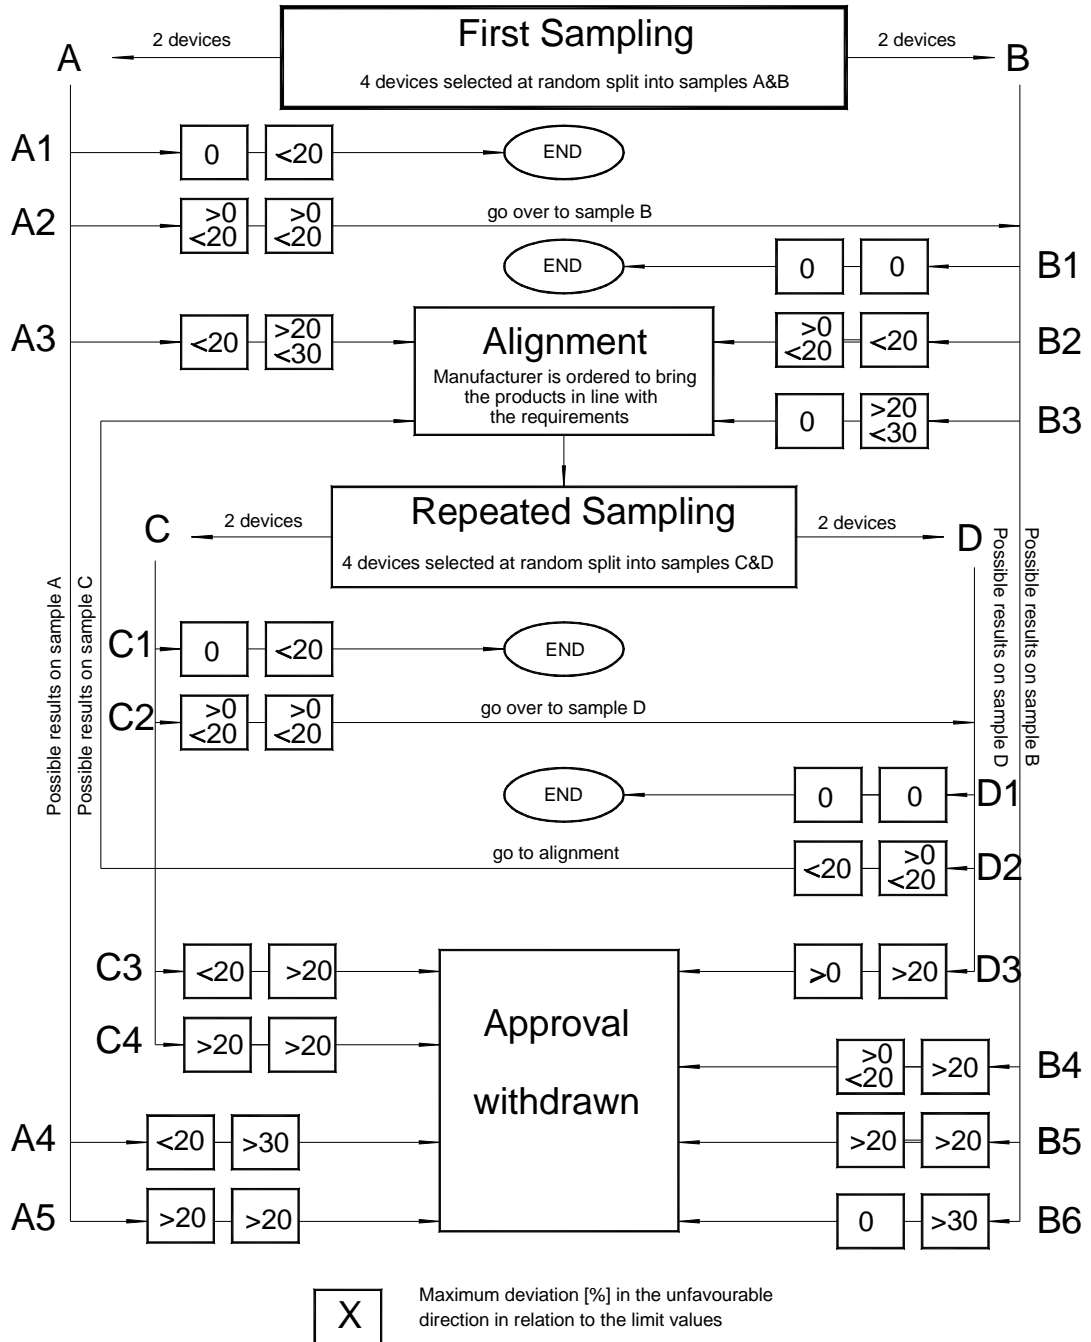 First Sampling
4 devices selected at random split into samples A&B
2 devices
2 devices
A
B
A1
0
<20
END
A2
>0
<20
>0
<20
go over to sample B
END
0
0
B1
A3
<20
>20
<30
Alignment
Manufacturer is ordered to bring
the products in line with
the requirements
>0
<20
<20
B2
0
>20
<30
B3
Repeated Sampling
4 devices selected at random split into samples C&D
C
2 devices
2 devices
D
Possible results on sample A
Possible results on sample C
Possible results on sample D
Possible results on sample B
C1
0
<20
END
C2
>0
<20
>0
<20
go over to sample D
END
0
0
D1
go to alignment
<20
>0
<20
D2
C3
<20
>20
Approval
withdrawn
>0
>20
D3
C4
>20
>20
>0
<20
>20
B4
A4
<20
>30
>20
>20
B5
A5
>20
>20
0
>30
B6
X
Maximum deviation [%] in the unfavourable
direction in relation to the limit values